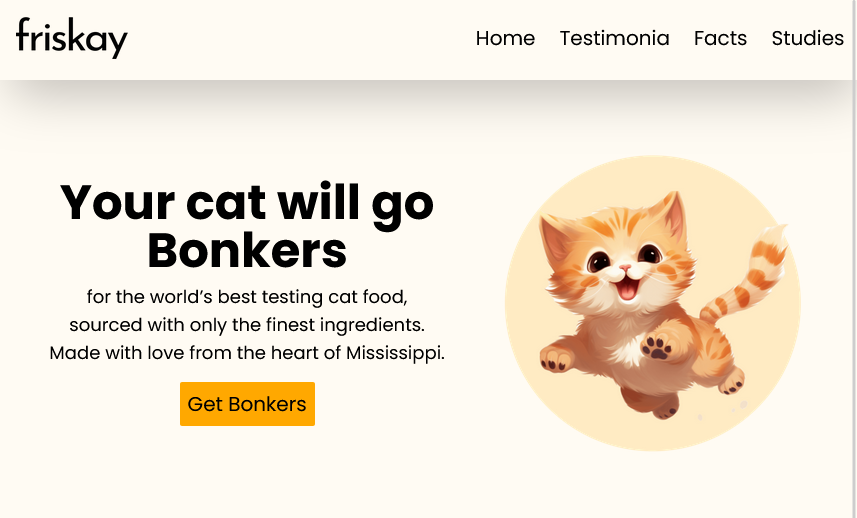 friskay
Home Testimonia Facts Studies
Your cat will go
Bonkers
for the world’s best testing cat food,
sourced with only the finest ingredients.
Made with love from the heart of Mississippi.
Get Bonkers